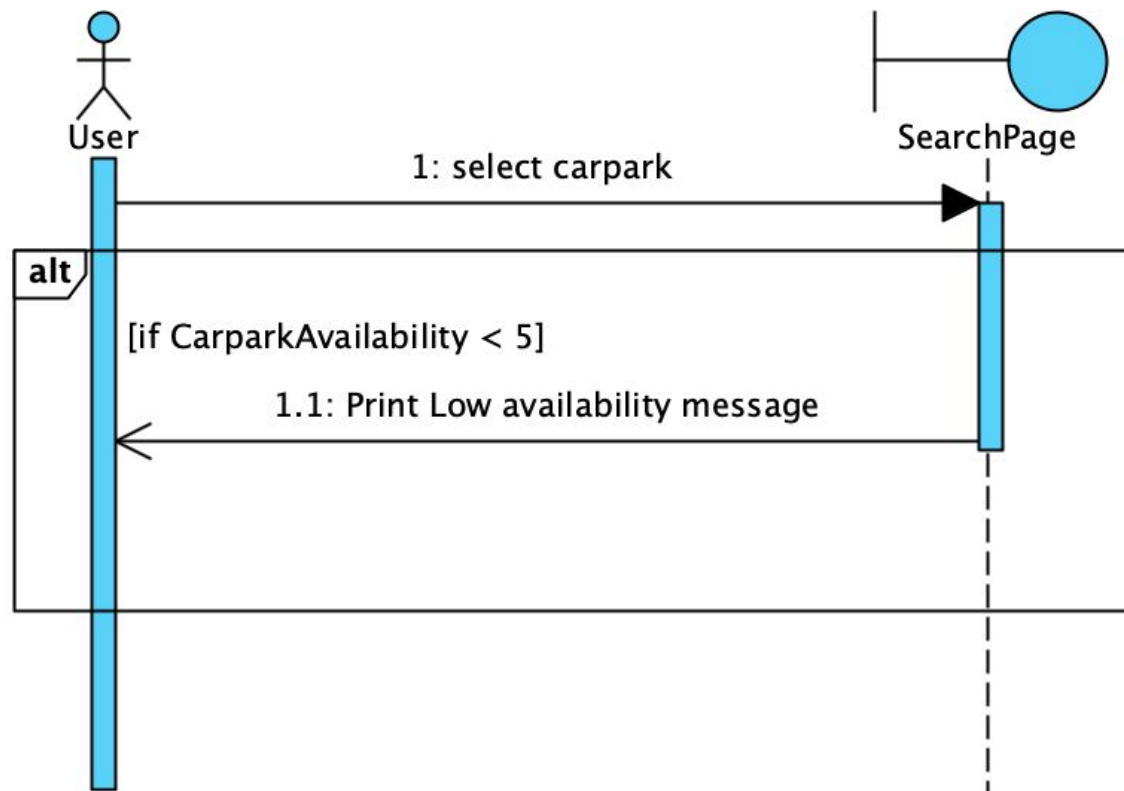 User
SearchPage
1: select carpark
alt
[if CarparkAvailability < 5]
1.1: Print Low availability message